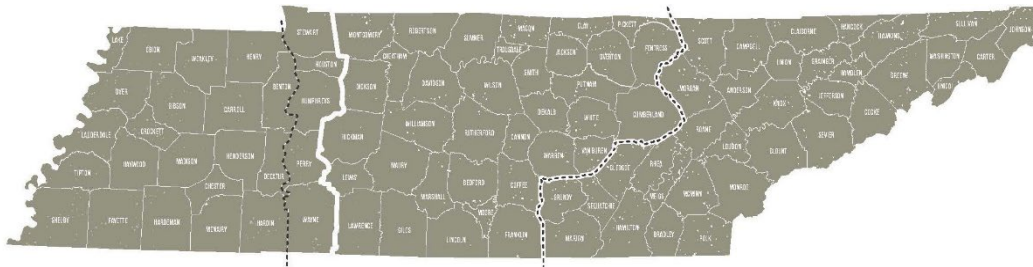 LAKE
OBION
WEAKLEY
HENRY
STEWART
MONTGOMERY
ROBERTSON
SUMNER
MACON
CLAY
PICKETT
SCOTT
CAMPBELL
CLAIBORNE
HANCOCK
HAWKINS
SULLIVAN
JOHNSON
DYER
GIBSON
CARROLL
BENTON
HOUSTON
HUMPHREYS
DICKSON
CHEATHAM
DAVIDSON
WILSON
TROUSDALE
SMITH
JACKSON
OVERTON
FENTRESS
PUTNAM
MORGAN
ANDERSON
UNION
GRAINGER
HAMBLEN
GREENE
WASHINGTON
UNICOI
CARTER
LAUDERDALE
CROCKETT
TIPTON
HAYWOOD
MADISON
HENDERSON
DECATUR
PERRY
HICKMAN
WILLIAMSON
RUTHERFORD
CANNON
DEKALB
WHITE
CUMBERLAND
ROANE
KNOX
JEFFERSON
COCKE
SEVIER
LOUDON
BLOUNT
CHESTER
LEWIS
MAURY
BEDFORD
COFFEE
WARREN
VAN BUREN
BLEDSOE
RHEA
MEIGS
MCMINN
MONROE
SHELBY
FAYETTE
HARDEMAN
MCNAIRY
HARDIN
WAYNE
LAWRENCE
GILES
MARSHALL
LINCOLN
MOORE
FRANKLIN
GRUNDY
SEQUATCHIE
MARION
HAMILTON
BRADLEY
POLK